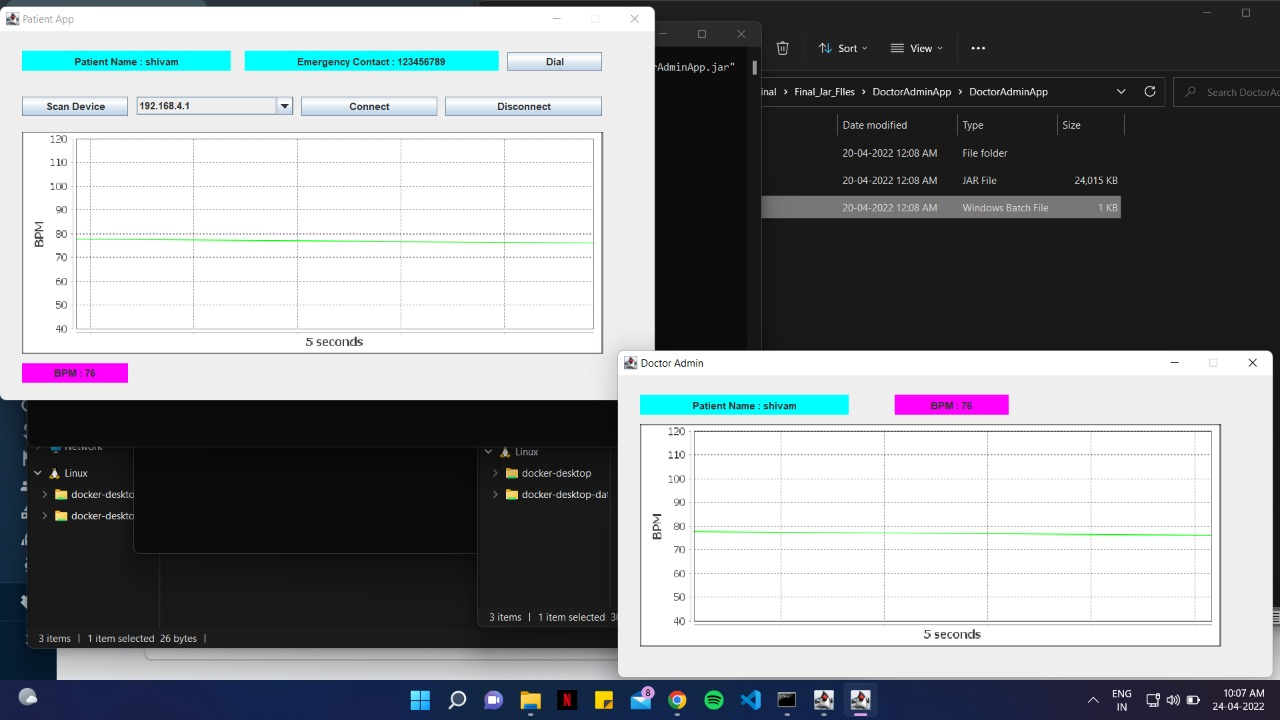 Patient App
Patient Name : shivam
Emergency Contact : 123456789
Dial
Scan Device
192.168.4.1
Connect
Disconnect
120
110
100
90
80
70
60
50
40
BPM
5 seconds
BPM : 76
rAdminApp.jar"
Sort
View
inal > Final_Jar_FIles > DoctorAdminApp > DoctorAdminApp
Search DoctorAd
Date modified
Type
Size
20-04-2022 12:08 AM
File folder
20-04-2022 12:08 AM
JAR File
24,015 KB
20-04-2022 12:08 AM
Windows Batch File
1 KB
Doctor Admin
Patient Name : shivam
BPM : 76
120
110
100
90
80
70
60
50
40
BPM
5 seconds
Network
Linux
docker-deskto
docker-deskto
3 items | 1 item selected 26 bytes |
Linux
docker-desktop
docker-desktop-dat
3 items | 1 item selected
8
ENG
IN
10:07 AM
24-04-2022